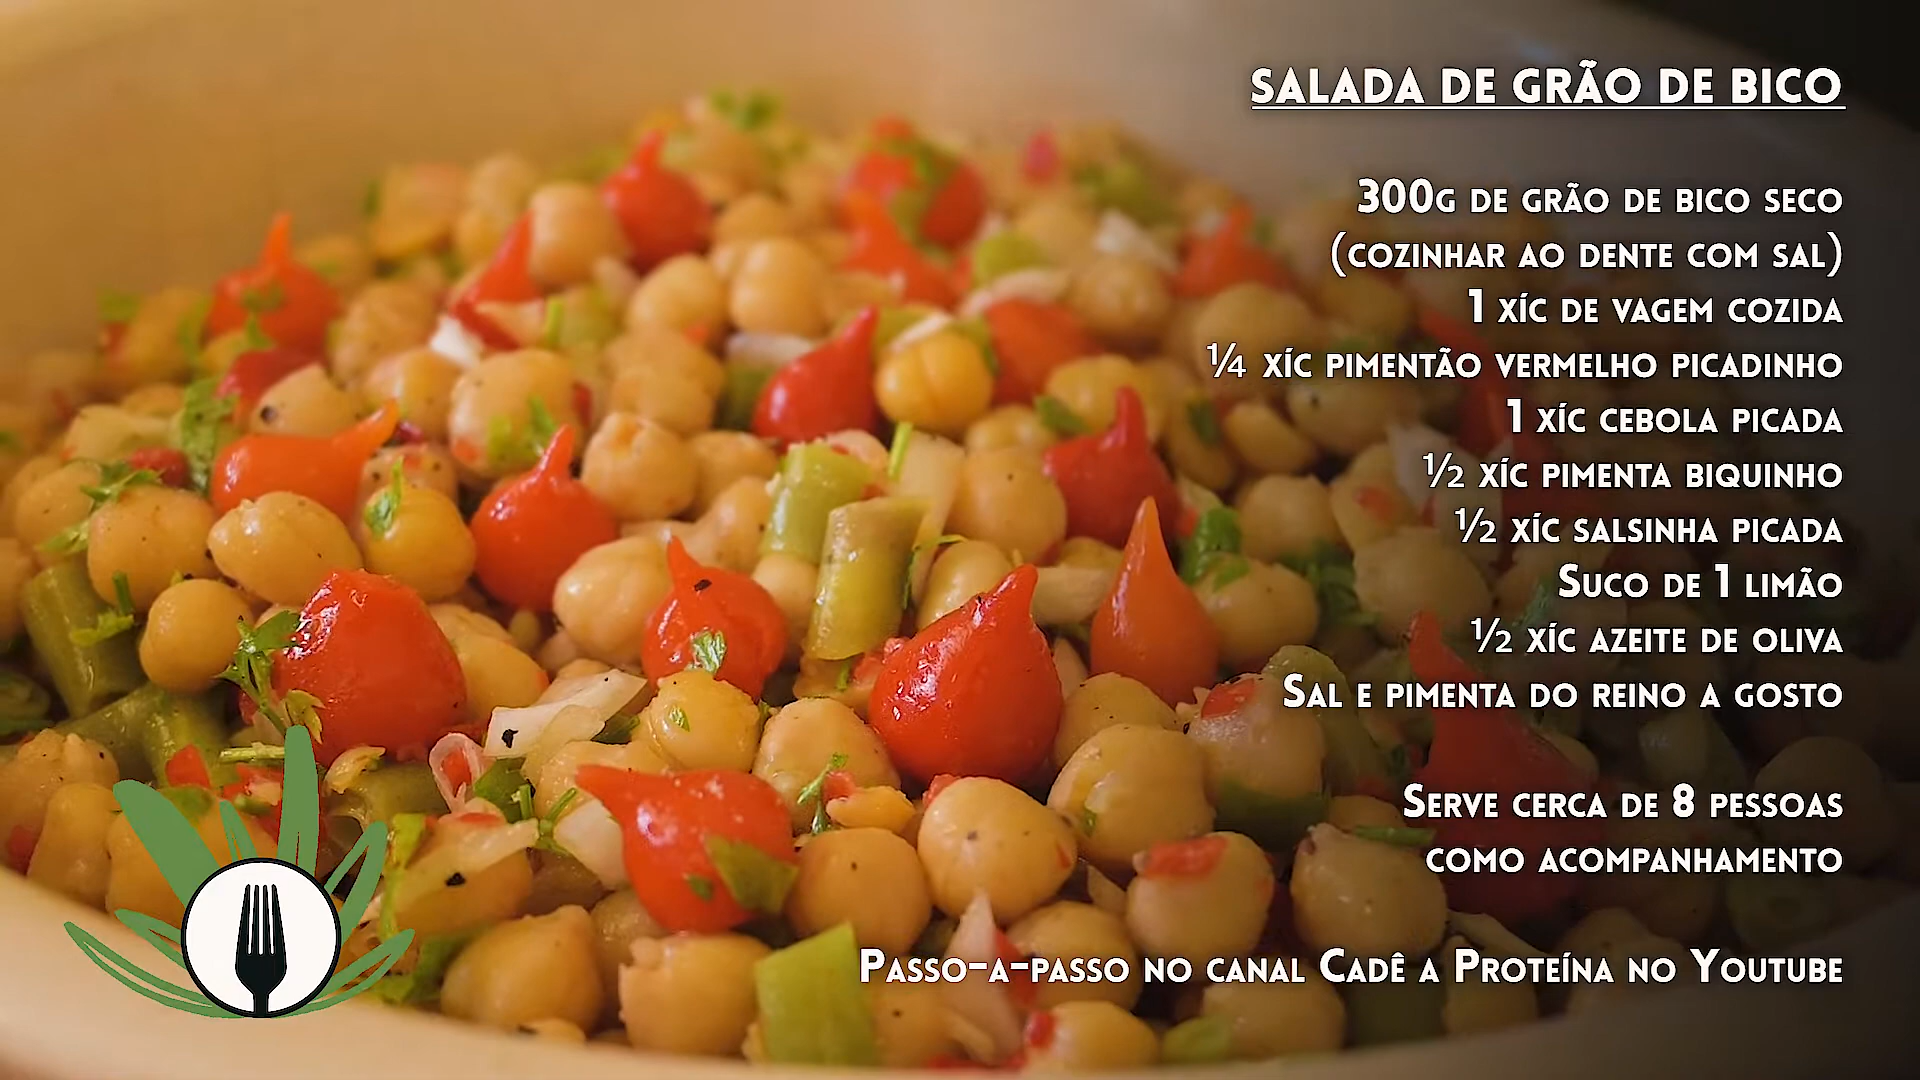 SALADA DE GRÃO DE BICO
300G DE GRÃO DE BICO SECO
(COZINHAR AO DENTE COM SAL)
1 XÍC DE VAGEM COZIDA
¼ XÍC PIMENTÃO VERMELHO PICADINHO
1 XÍC CEBOLA PICADA
½ XÍC PIMENTA BIQUINHO
½ XÍC SALSINHA PICADA
SUCO DE 1 LIMÃO
½ XÍC AZEITE DE OLIVA
SAL E PIMENTA DO REINO A GOSTO
SERVE CERCA DE 8 PESSOAS
COMO ACOMPANHAMENTO
PASSO-A-PASSO NO CANAL CADÊ A PROTEÍNA NO YOUTUBE